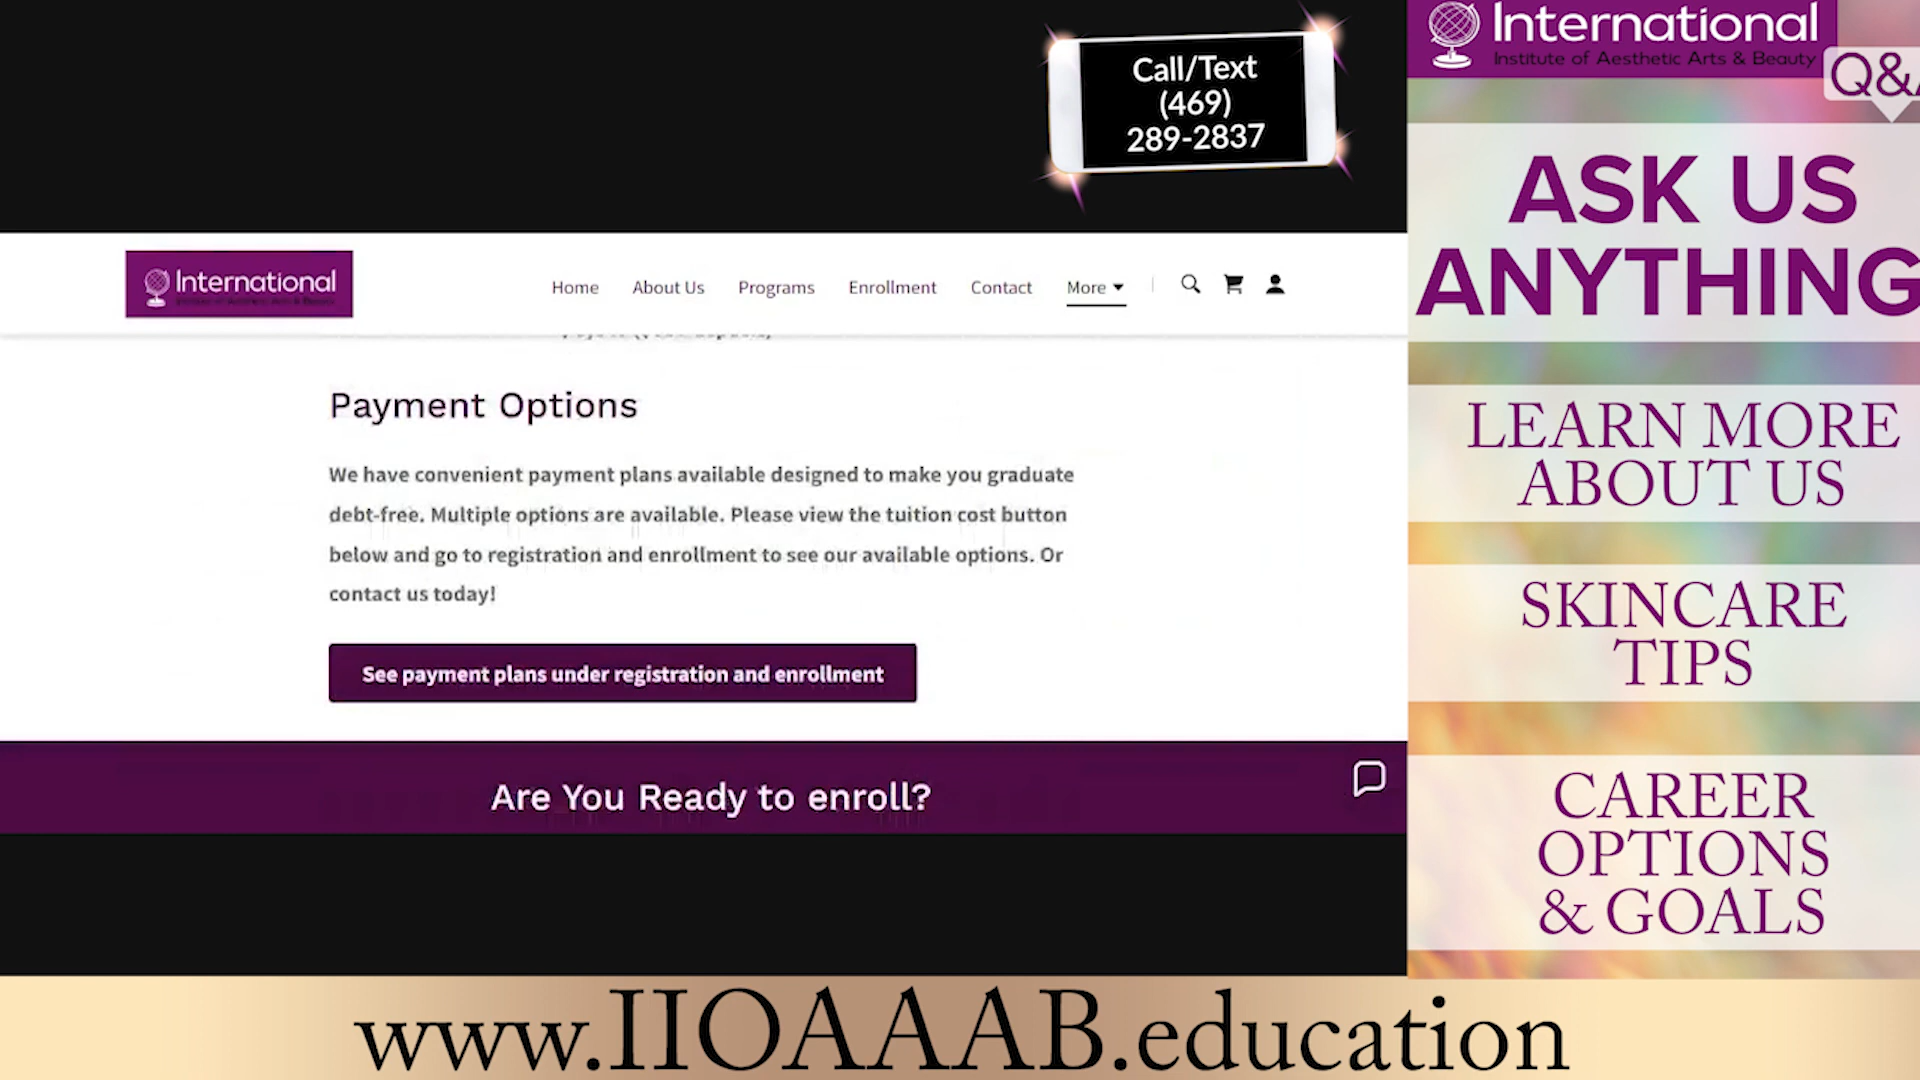 Call/Text
(469)
289-2837
International
Institute of Aesthetic Arts & Beauty
Q&
ASK US
ANYTHING
LEARN MORE
ABOUT US
SKINCARE
TIPS
CAREER
OPTIONS
& GOALS
International
Home About Us Programs Enrollment Contact More
Payment Options
We have convenient payment plans available designed to make you graduate
debt-free. Multiple options are available. Please view the tuition cost button
below and go to registration and enrollment to see our available options. Or
contact us today!
See payment plans under registration and enrollment
Are You Ready to enroll?
www.IIOAAAB.education